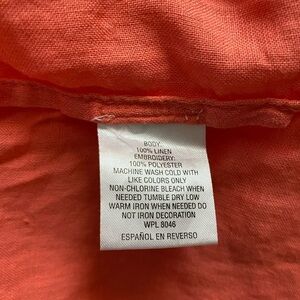 BODY:
100% LINEN
EMBROIDERY:
100% POLYESTER
MACHINE WASH COLD WITH
LIKE COLORS ONLY
NON-CHLORINE BLEACH WHEN
NEEDED TUMBLE DRY LOW
WARM IRON WHEN NEEDED DO
NOT IRON DECORATION
WPL 8046
ESPAÑOL EN REVERSO